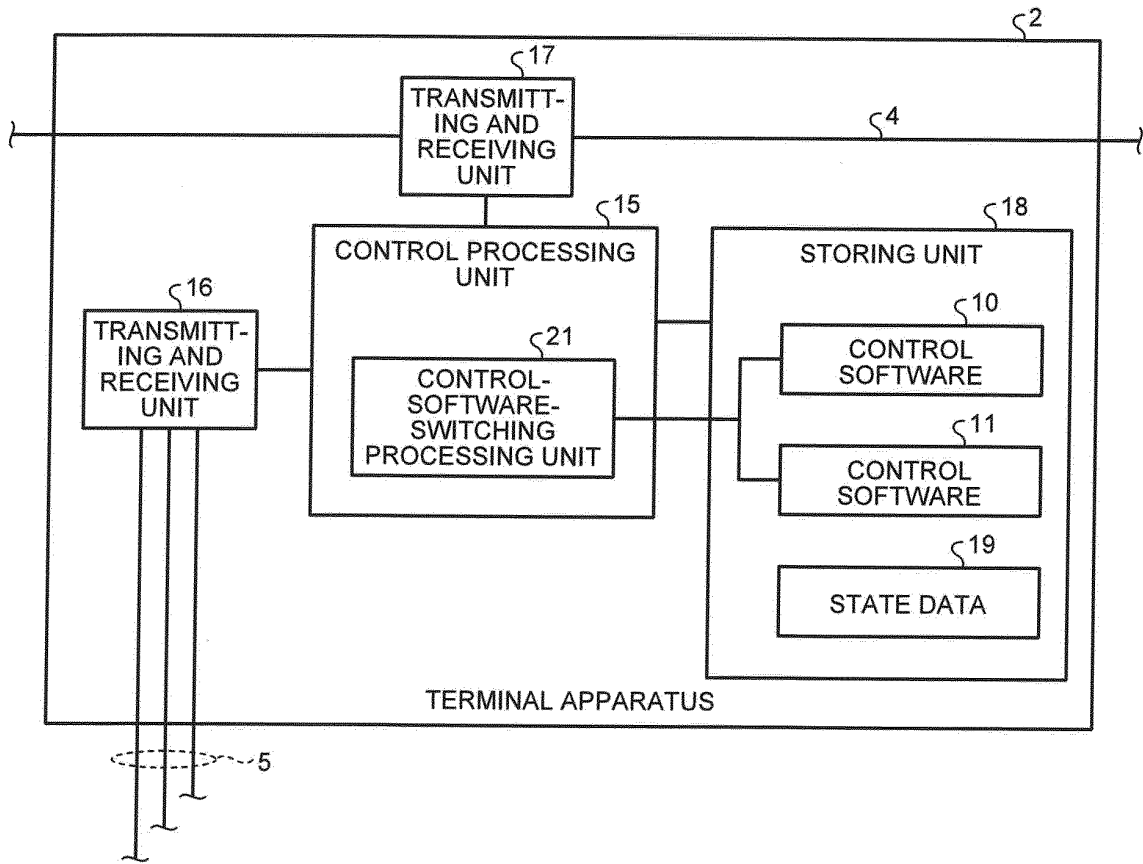 2
17
TRANSMITT-
ING AND
RECEIVING
UNIT
4
15
CONTROL PROCESSING
UNIT
18
STORING UNIT
16
TRANSMITT-
ING AND
RECEIVING
UNIT
21
CONTROL-
SOFTWARE-
SWITCHING
PROCESSING UNIT
10
CONTROL
SOFTWARE
11
CONTROL
SOFTWARE
19
STATE DATA
TERMINAL APPARATUS
5